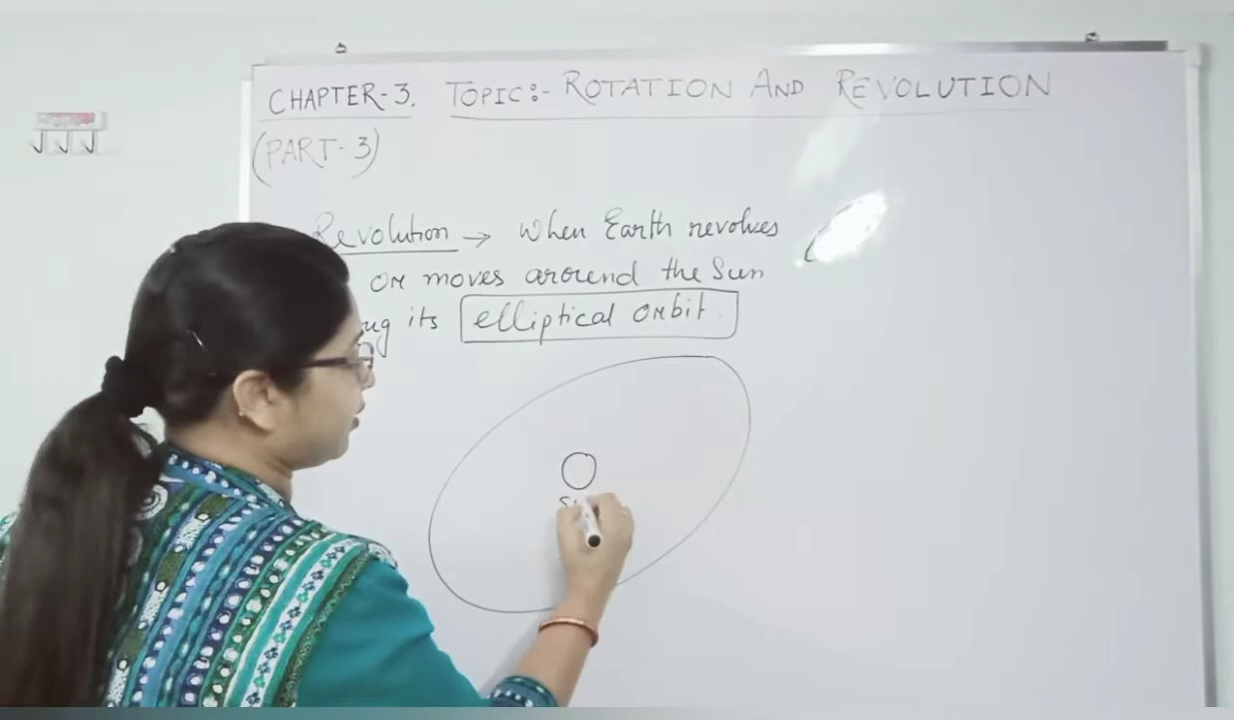 CHAPTER-3. TOPIC:- ROTATION AND REVOLUTION
(PART-3)
Revolution → When Earth revolves
or moves around the Sun
its elliptical orbit.